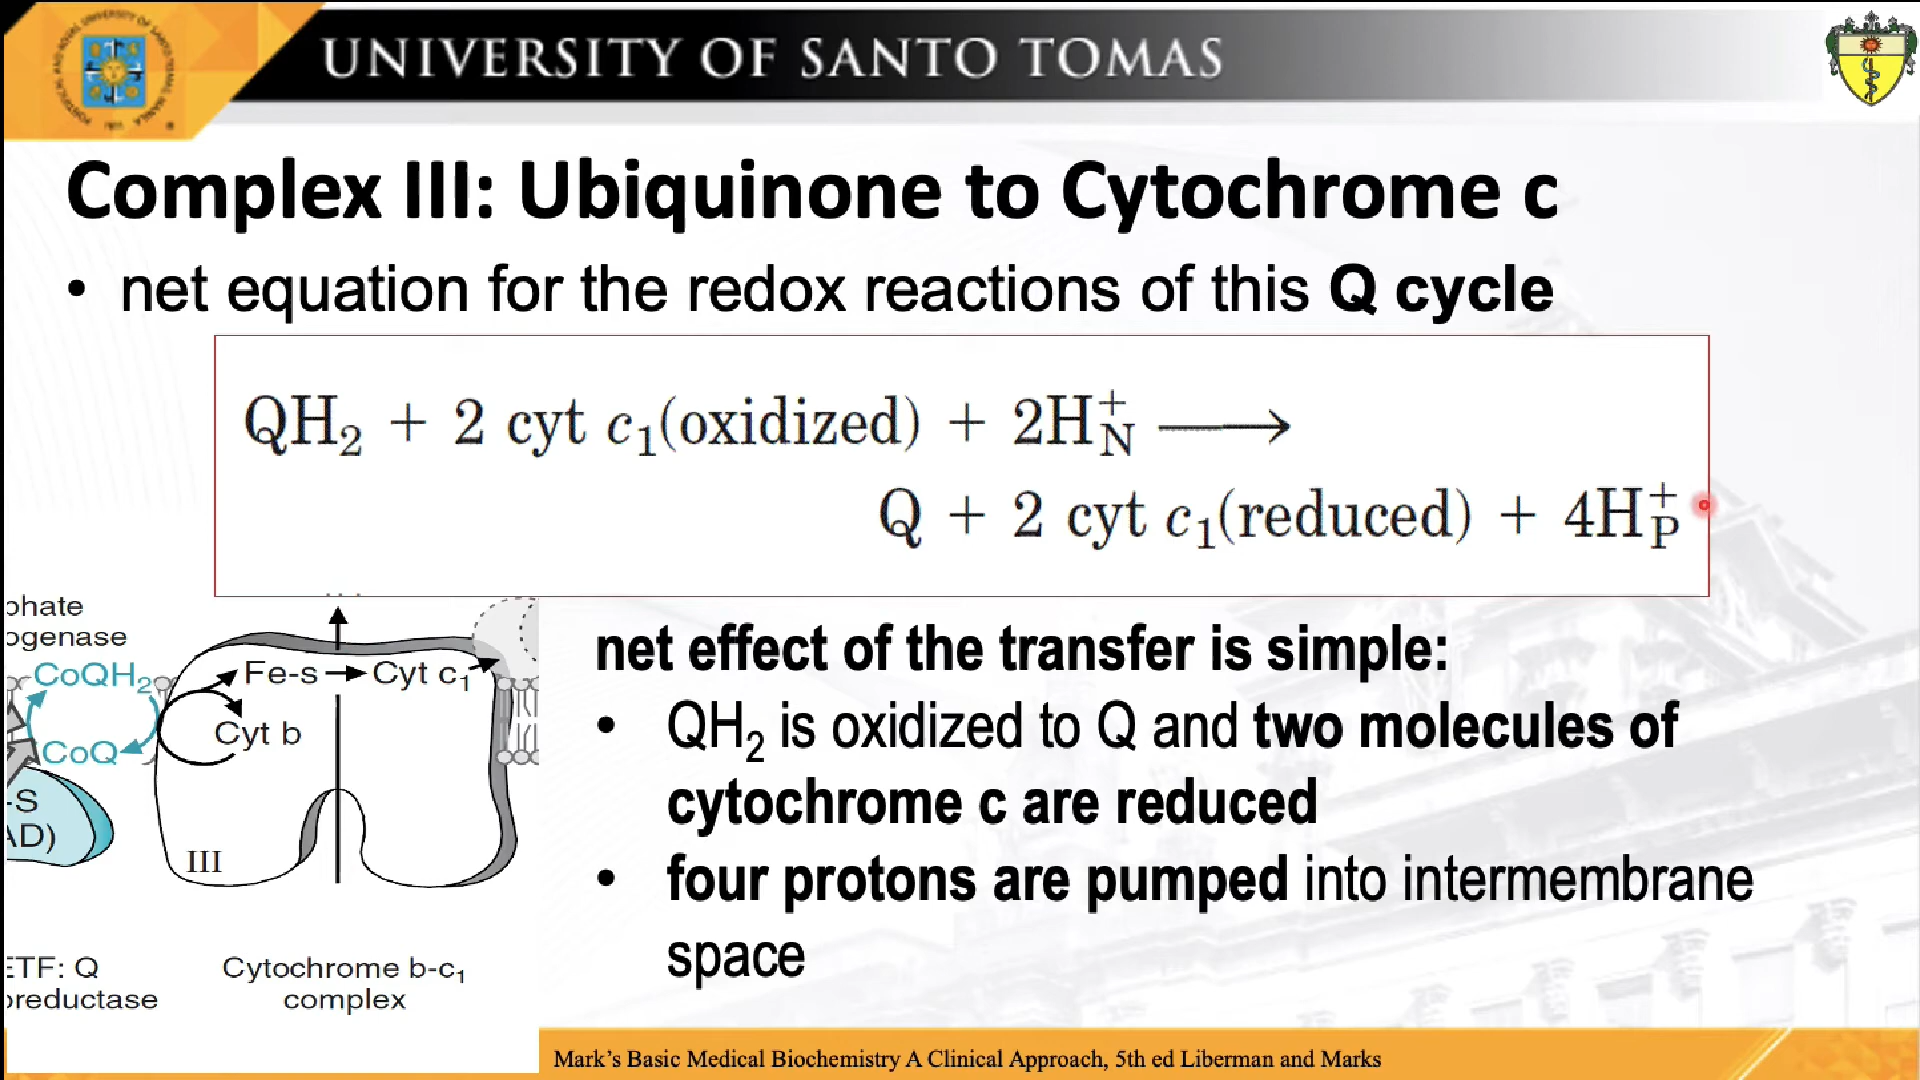 UNIVERSITY OF SANTO TOMAS
Complex III: Ubiquinone to Cytochrome c
• net equation for the redox reactions of this Q cycle
QH₂ + 2 cyt c₁(oxidized) + 2H⁺N ⟶
Q + 2 cyt c₁(reduced) + 4H⁺P
phate
ogenase
CoQH₂
Fe-s
Cyt c₁
Cyt b
CoQ
-S
AD)
III
ETF: Q
oreductase
Cytochrome b-c₁
complex
net effect of the transfer is simple:
• QH₂ is oxidized to Q and two molecules of
cytochrome c are reduced
• four protons are pumped into intermembrane
space
Mark's Basic Medical Biochemistry A Clinical Approach, 5th ed Liberman and Marks